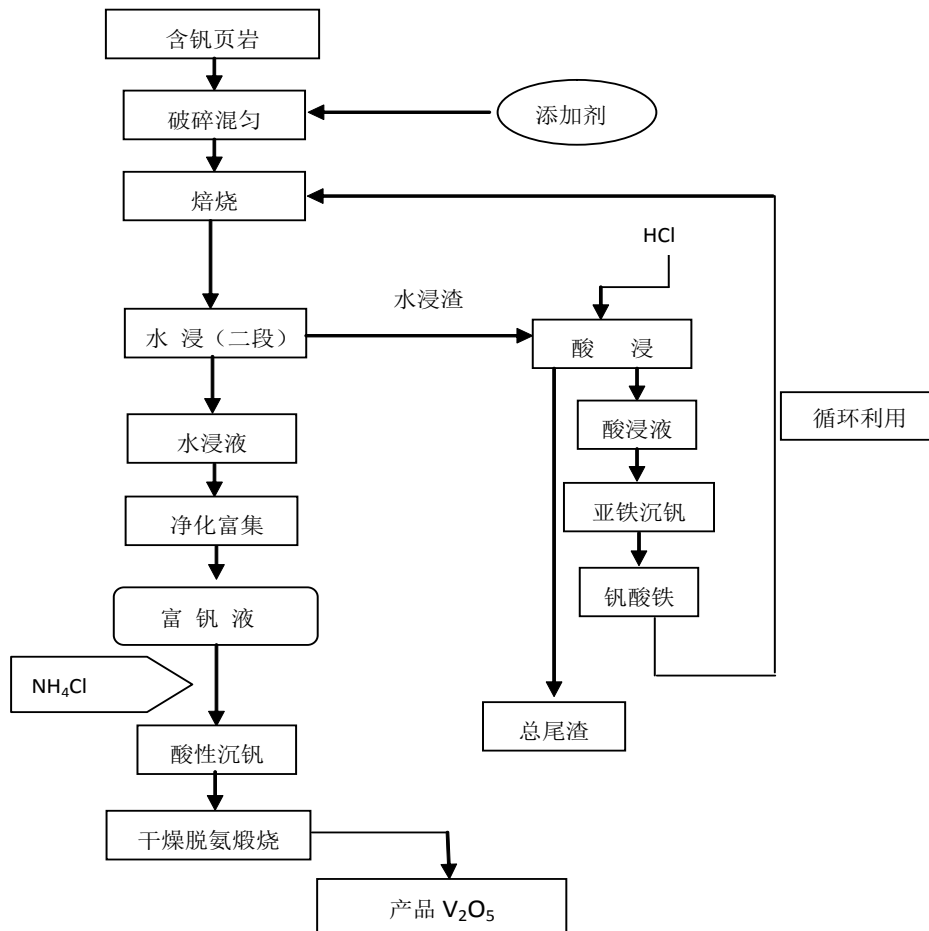 含钒页岩
破碎混匀
添加剂
焙烧
HCl
水浸渣
水 浸（二段）
酸 浸
循环利用
水浸液
酸浸液
净化富集
亚铁沉钒
富 钒 液
钒酸铁
NH₄Cl
总尾渣
酸性沉钒
干燥脱氨煅烧
产品 V₂O₅